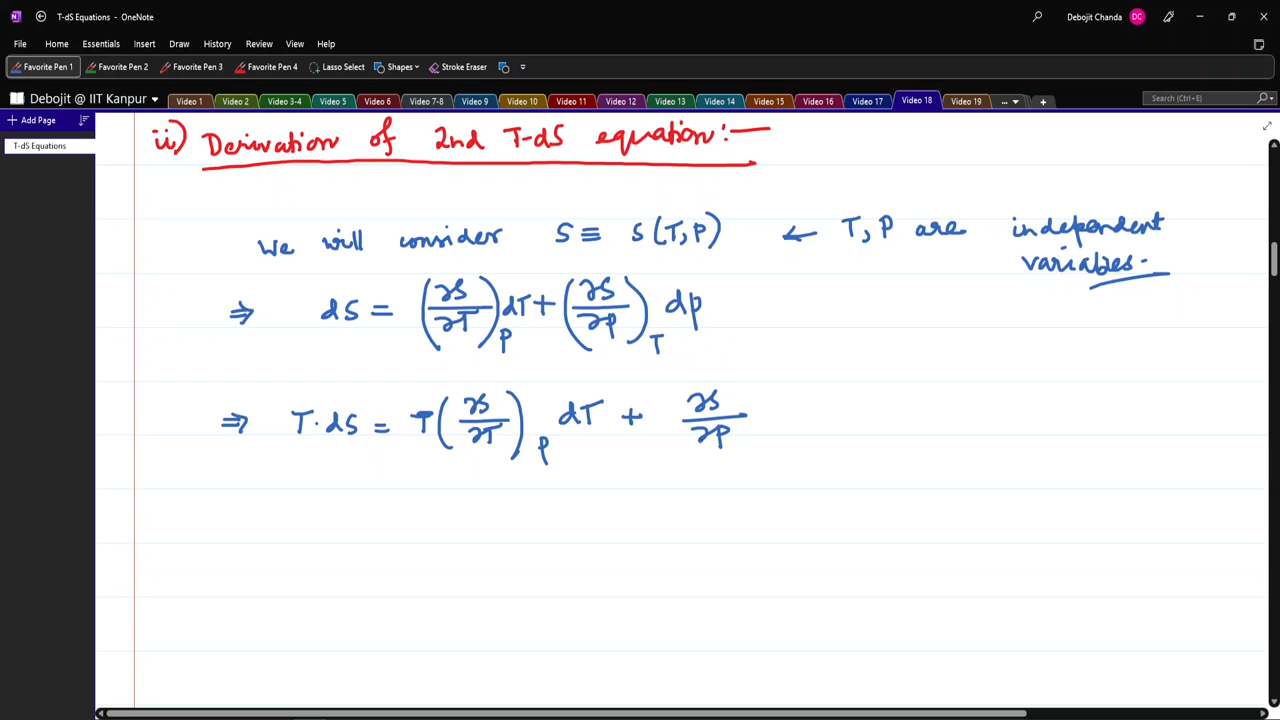 T-dS Equations - OneNote
Debojit Chanda DC
File Home Essentials Insert Draw History Review View Help
Favorite Pen 1 Favorite Pen 2 Favorite Pen 3 Favorite Pen 4 Lasso Select Shapes Stroke Eraser
Debojit @ IIT Kanpur Video 1 Video 2 Video 3-4 Video 5 Video 6 Video 7-8 Video 9 Video 10 Video 11 Video 12 Video 13 Video 14 Video 15 Video 16 Video 17 Video 18 Video 19 ... Search (Ctrl+E)
Add Page
T-dS Equations
ii) Derivation of 2nd T-dS equation:—
We will consider S ≡ S(T,P) ← T, P are independent
variables.
⇒ dS = (∂S/∂T)_P dT + (∂S/∂P)_T dp
⇒ T·dS = T(∂S/∂T)_P dT + ∂S/∂P